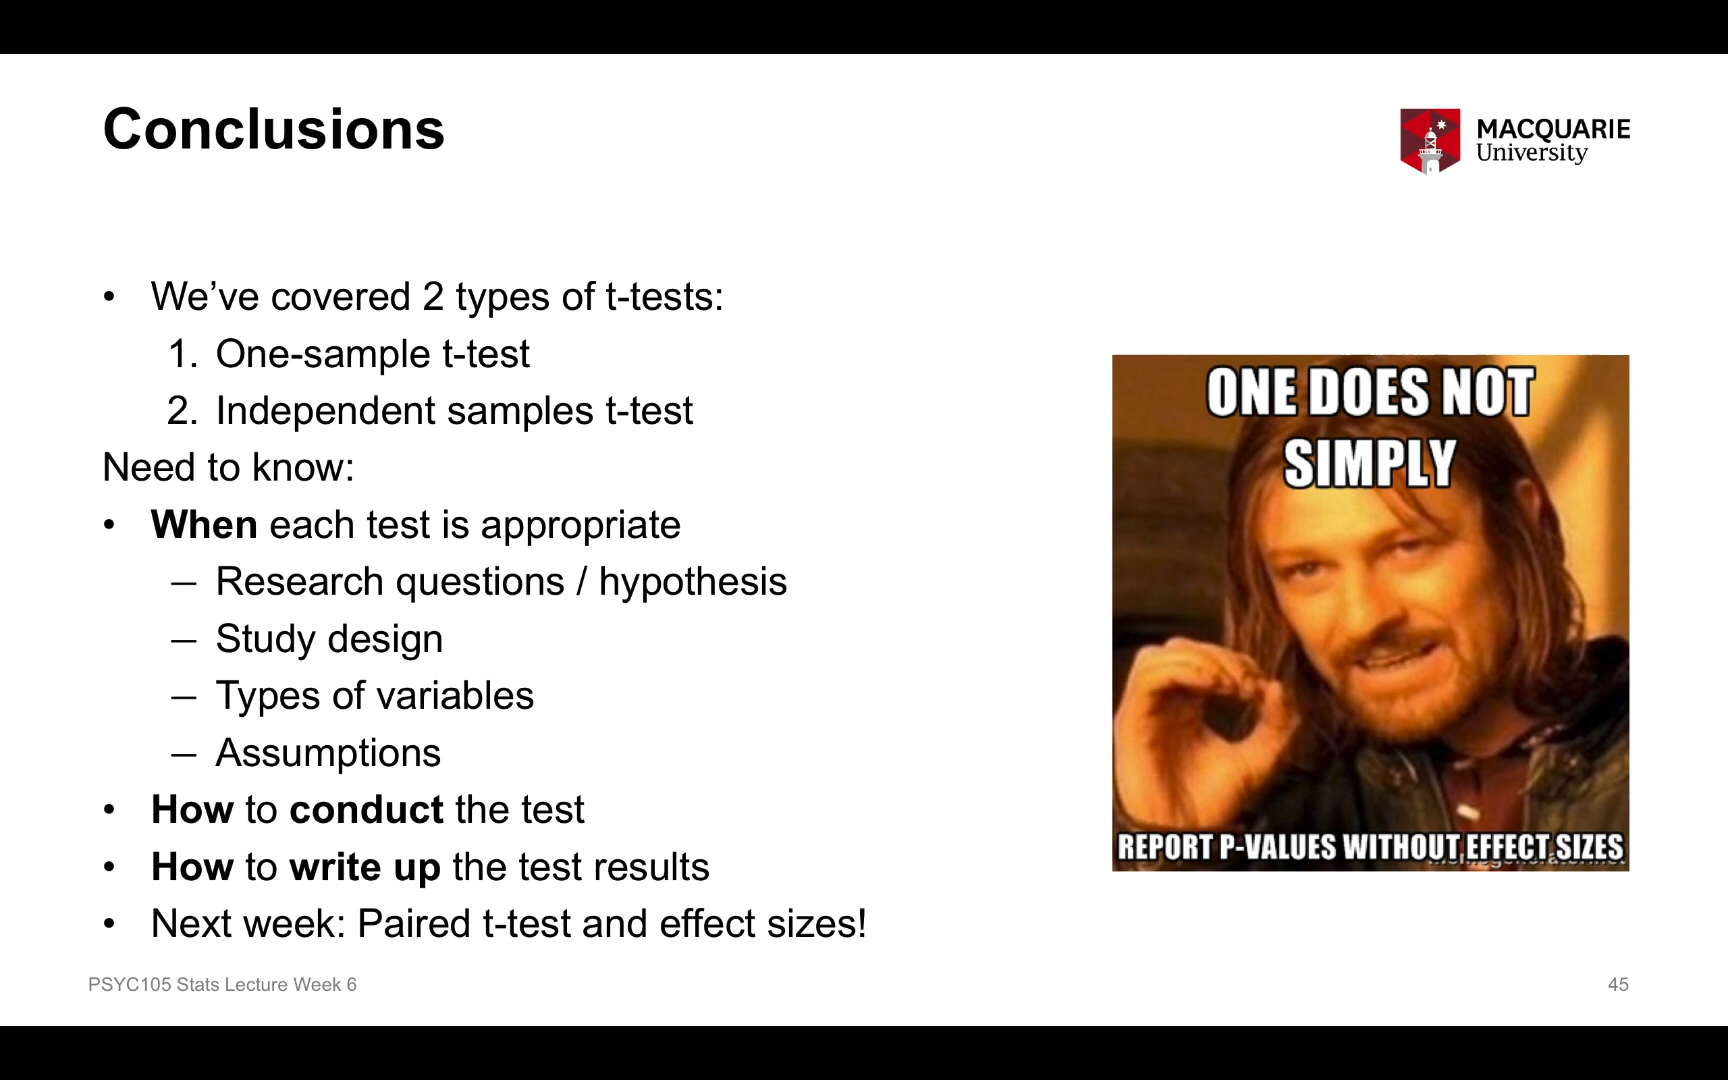 Conclusions
MACQUARIE
University
• We’ve covered 2 types of t-tests:
1. One-sample t-test
2. Independent samples t-test
Need to know:
• When each test is appropriate
– Research questions / hypothesis
– Study design
– Types of variables
– Assumptions
• How to conduct the test
• How to write up the test results
• Next week: Paired t-test and effect sizes!
ONE DOES NOT
SIMPLY
REPORT P-VALUES WITHOUT EFFECT SIZES
PSYC105 Stats Lecture Week 6
45